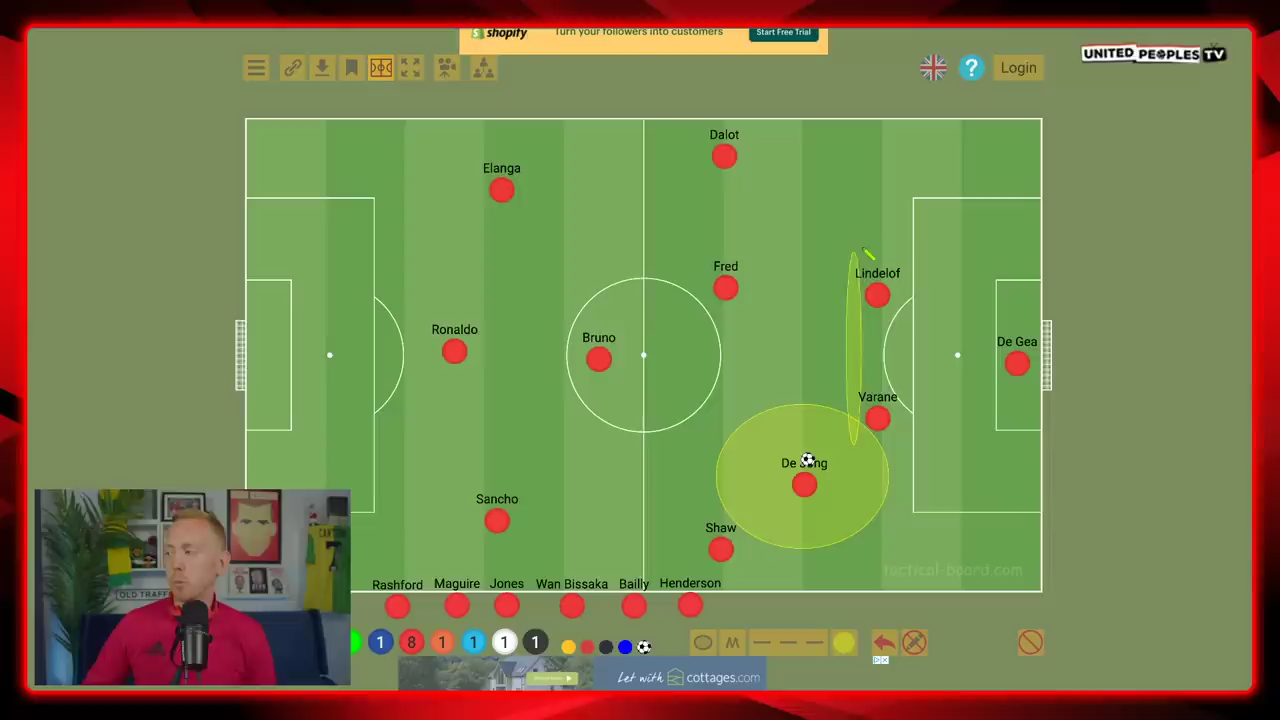 shopify
Turn your followers into customers
Start Free Trial
UNITED PEOPLES TV
Login
?
Dalot
Elanga
Fred
Lindelof
Ronaldo
Bruno
De Gea
Varane
Sancho
Shaw
tactical-board.com
Rashford
Maguire
Jones
Wan Bissaka
Bailly
Henderson
OLD TRAFF
1
8
1
1
1
1
M
Let with cottages.com